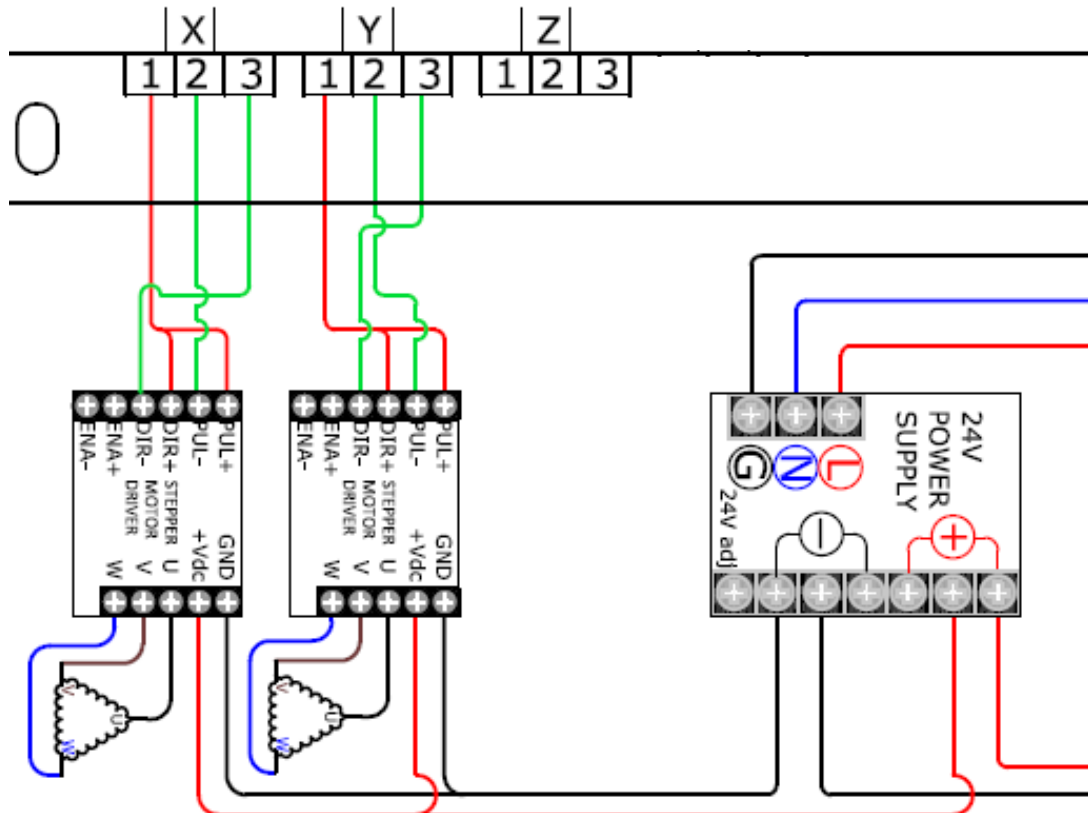 X Y Z
1 2 3 1 2 3 1 2 3
ENA- ENA+ DIR- DIR+ PUL- PUL+
STEPPER
MOTOR
DRIVER
W V U +Vdc GND
ENA- ENA+ DIR- DIR+ PUL- PUL+
STEPPER
MOTOR
DRIVER
W V U +Vdc GND
V
U
W
V
U
W
G N L
24V
POWER
SUPPLY
24V adj
− +